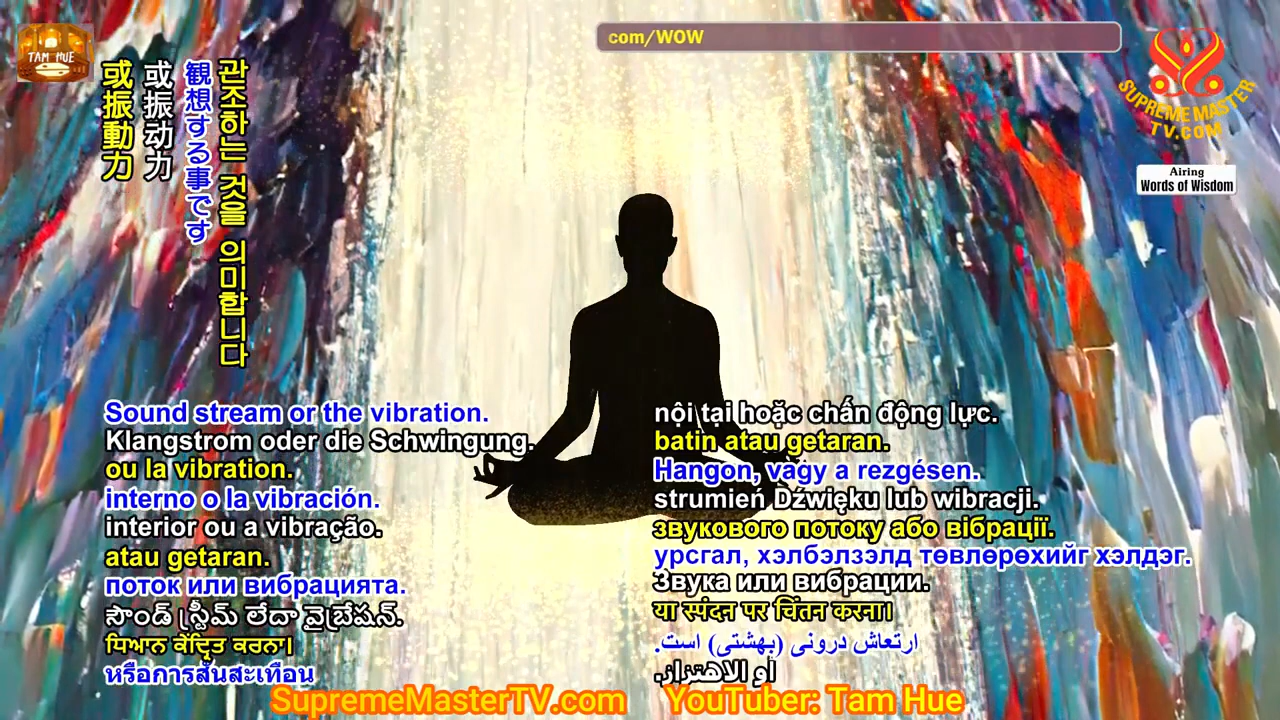 TAM HUE
com/WOW
SUPREME MASTER
TV.COM
Airing
Words of Wisdom
或振動力
或振动力
観想する事です
관조하는 것을 의미합니다
Sound stream or the vibration.
Klangstrom oder die Schwingung.
ou la vibration.
interno o la vibración.
interior ou a vibração.
atau getaran.
поток или вибрацията.
సౌండ్ స్ట్రీమ్ లేదా వైబ్రేషన్.
ਧਿਆਨ ਕੇਂਦ੍ਰਿਤ ਕਰਨਾ।
หรือการสั่นสะเทือน
nội tại hoặc chấn động lực.
batin atau getaran.
Hangon, vagy a rezgésen.
strumień Dźwięku lub wibracji.
звукового потоку або вібрації.
урсгал, хэлбэлзэлд төвлөрөхийг хэлдэг.
Звука или вибрации.
या स्पंदन पर चिंतन करना।
ارتعاش درونی (بهشتی) است.
أو الاهتزاز.
SupremeMasterTV.com YouTuber: Tam Hue